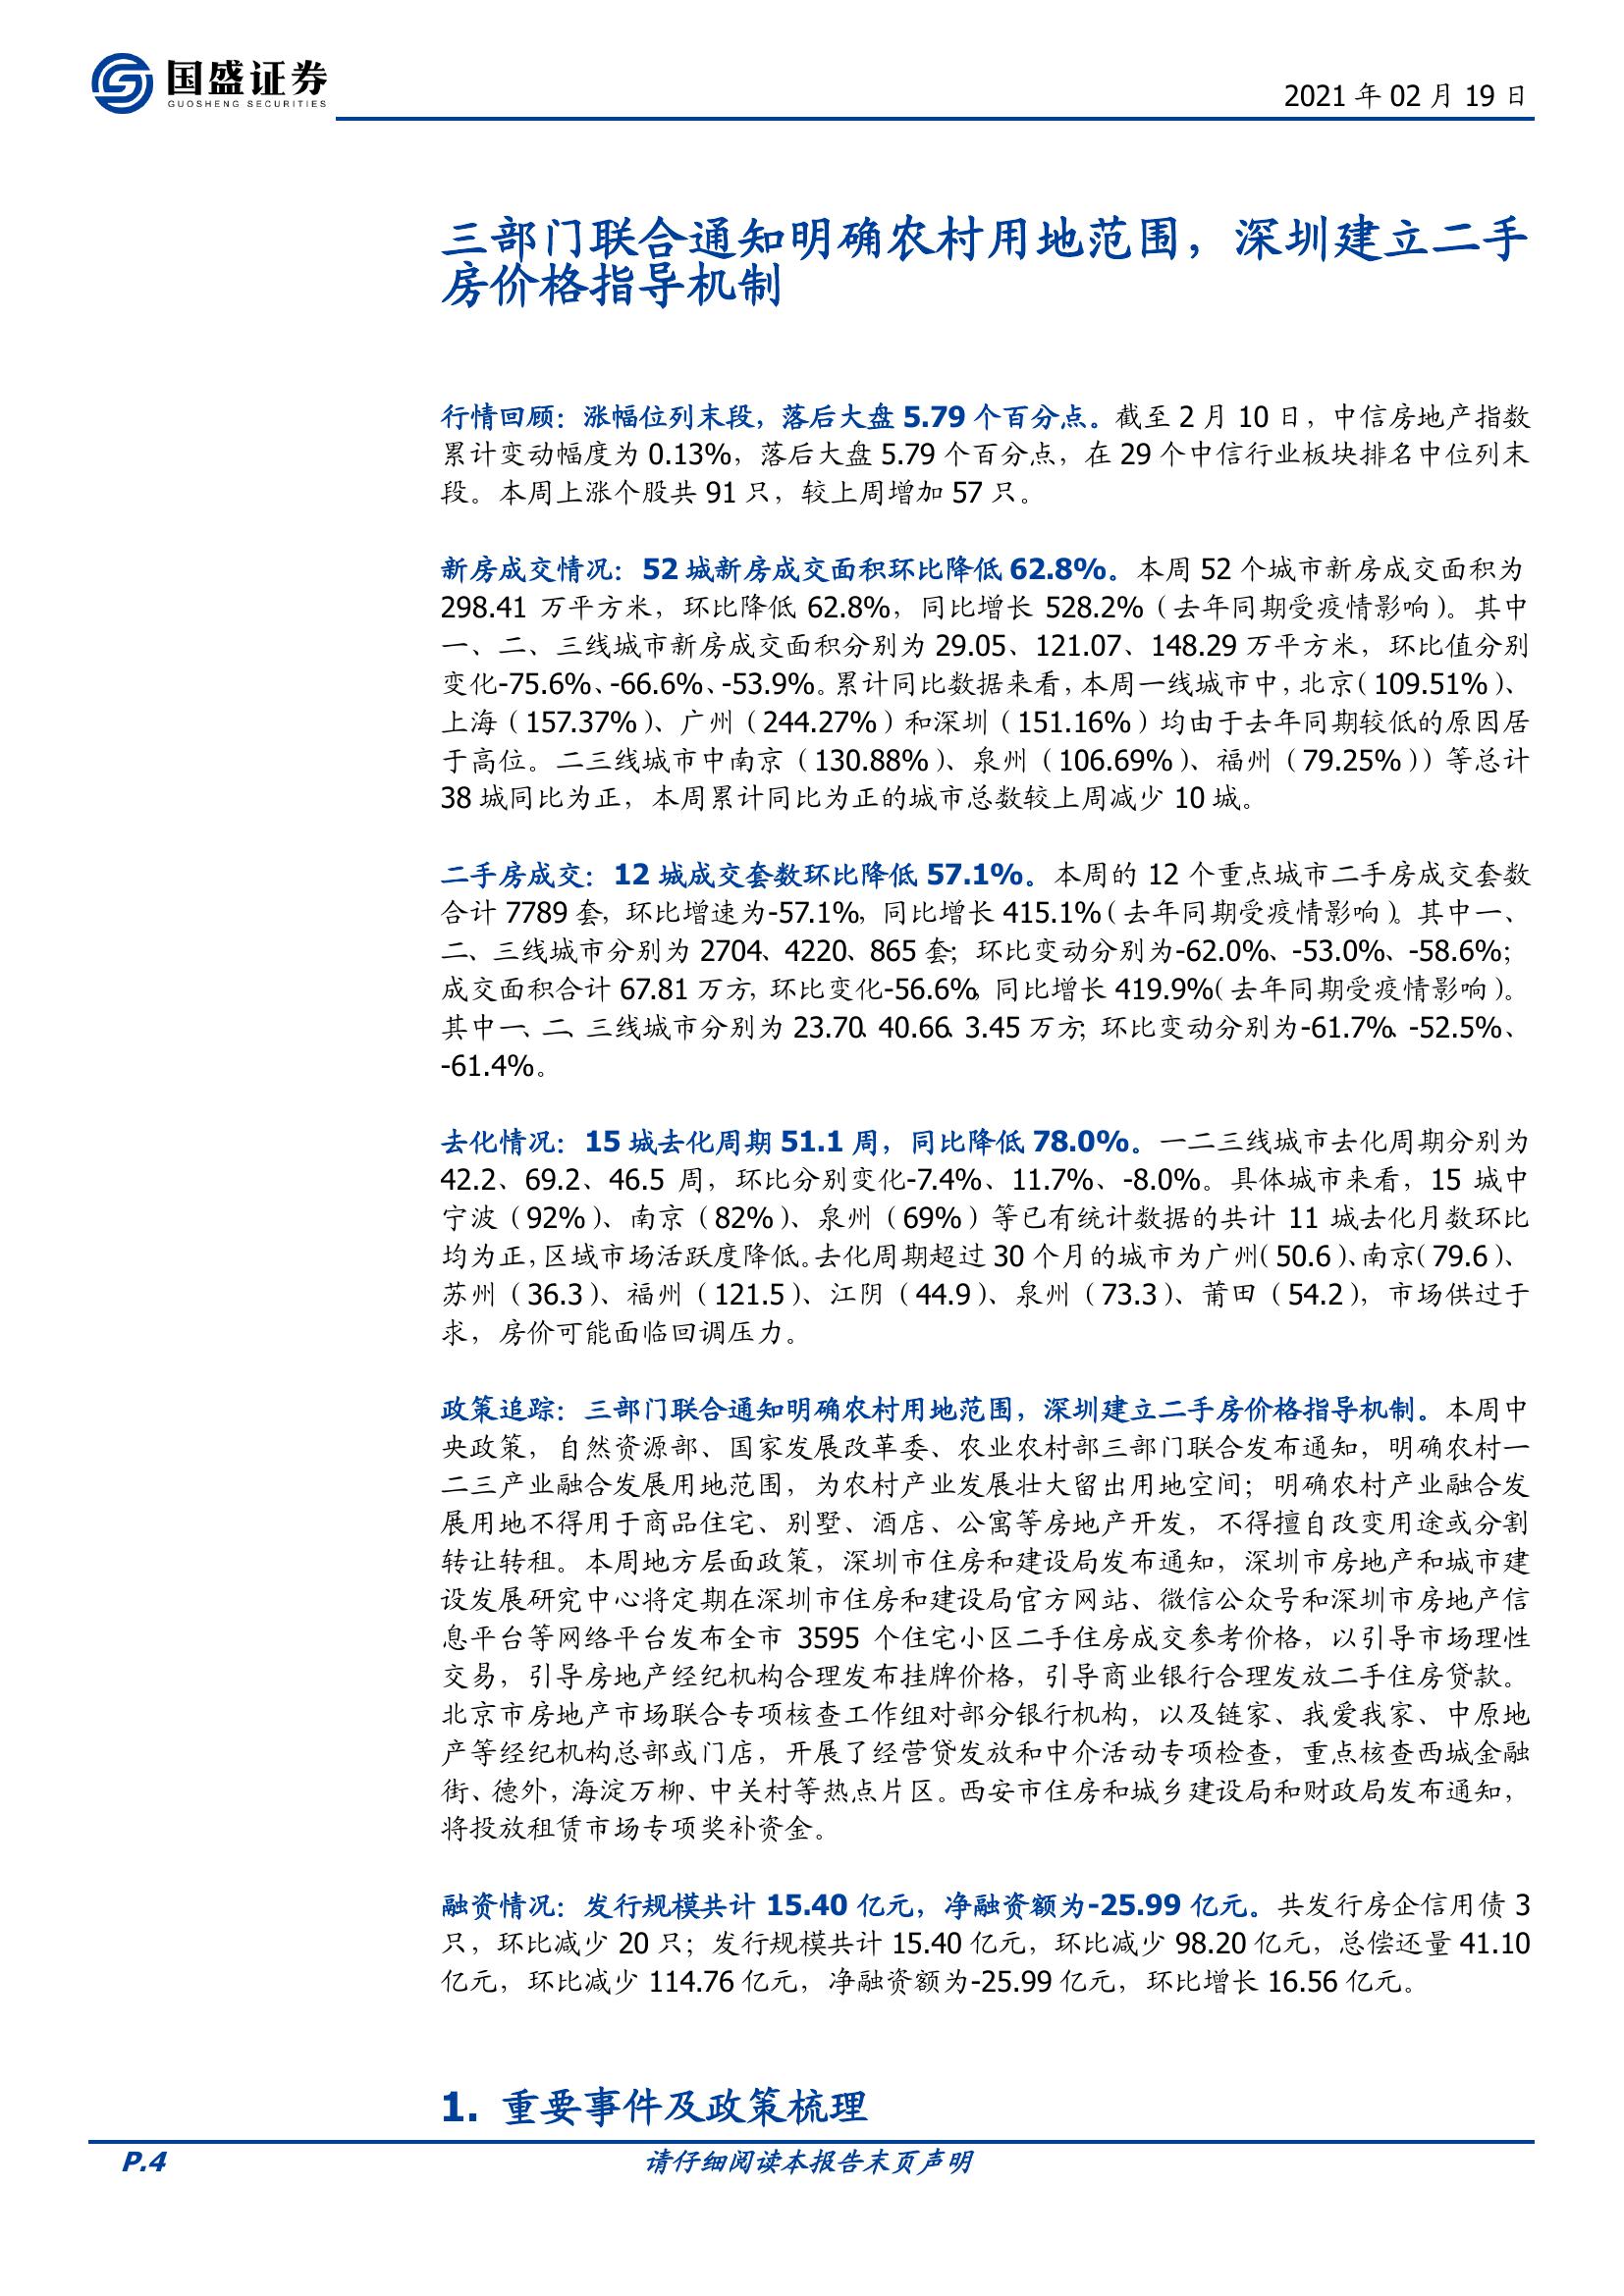 国盛证券
GUOSHENG SECURITIES
2021 年 02 月 19 日
三部门联合通知明确农村用地范围，深圳建立二手
房价格指导机制
行情回顾：涨幅位列末段，落后大盘 5.79 个百分点。截至 2 月 10 日，中信房地产指数
累计变动幅度为 0.13%，落后大盘 5.79 个百分点，在 29 个中信行业板块排名中位列末
段。本周上涨个股共 91 只，较上周增加 57 只。
新房成交情况：52 城新房成交面积环比降低 62.8%。本周 52 个城市新房成交面积为
298.41 万平方米，环比降低 62.8%，同比增长 528.2%（去年同期受疫情影响）。其中
一、二、三线城市新房成交面积分别为 29.05、121.07、148.29 万平方米，环比值分别
变化-75.6%、-66.6%、-53.9%。累计同比数据来看，本周一线城市中，北京（109.51%）、
上海（157.37%）、广州（244.27%）和深圳（151.16%）均由于去年同期较低的原因居
于高位。二三线城市中南京（130.88%）、泉州（106.69%）、福州（79.25%））等总计
38 城同比为正，本周累计同比为正的城市总数较上周减少 10 城。
二手房成交：12 城成交套数环比降低 57.1%。本周的 12 个重点城市二手房成交套数
合计 7789 套，环比增速为-57.1%，同比增长 415.1%（去年同期受疫情影响）。其中一、
二、三线城市分别为 2704、4220、865 套；环比变动分别为-62.0%、-53.0%、-58.6%；
成交面积合计 67.81 万方，环比变化-56.6%，同比增长 419.9%（去年同期受疫情影响）。
其中一、二、三线城市分别为 23.70、40.66、3.45 万方；环比变动分别为-61.7%、-52.5%、
-61.4%。
去化情况：15 城去化周期 51.1 周，同比降低 78.0%。一二三线城市去化周期分别为
42.2、69.2、46.5 周，环比分别变化-7.4%、11.7%、-8.0%。具体城市来看，15 城中
宁波（92%）、南京（82%）、泉州（69%）等已有统计数据的共计 11 城去化月数环比
均为正，区域市场活跃度降低。去化周期超过 30 个月的城市为广州（50.6）、南京（79.6）、
苏州（36.3）、福州（121.5）、江阴（44.9）、泉州（73.3）、莆田（54.2），市场供过于
求，房价可能面临回调压力。
政策追踪：三部门联合通知明确农村用地范围，深圳建立二手房价格指导机制。本周中
央政策，自然资源部、国家发展改革委、农业农村部三部门联合发布通知，明确农村一
二三产业融合发展用地范围，为农村产业发展壮大留出用地空间；明确农村产业融合发
展用地不得用于商品住宅、别墅、酒店、公寓等房地产开发，不得擅自改变用途或分割
转让转租。本周地方层面政策，深圳市住房和建设局发布通知，深圳市房地产和城市建
设发展研究中心将定期在深圳市住房和建设局官方网站、微信公众号和深圳市房地产信
息平台等网络平台发布全市 3595 个住宅小区二手住房成交参考价格，以引导市场理性
交易，引导房地产经纪机构合理发布挂牌价格，引导商业银行合理发放二手住房贷款。
北京市房地产市场联合专项核查工作组对部分银行机构，以及链家、我爱我家、中原地
产等经纪机构总部或门店，开展了经营贷发放和中介活动专项检查，重点核查西城金融
街、德外，海淀万柳、中关村等热点片区。西安市住房和城乡建设局和财政局发布通知，
将投放租赁市场专项奖补资金。
融资情况：发行规模共计 15.40 亿元，净融资额为-25.99 亿元。共发行房企信用债 3
只，环比减少 20 只；发行规模共计 15.40 亿元，环比减少 98.20 亿元，总偿还量 41.10
亿元，环比减少 114.76 亿元，净融资额为-25.99 亿元，环比增长 16.56 亿元。
1. 重要事件及政策梳理
P.4
请仔细阅读本报告末页声明